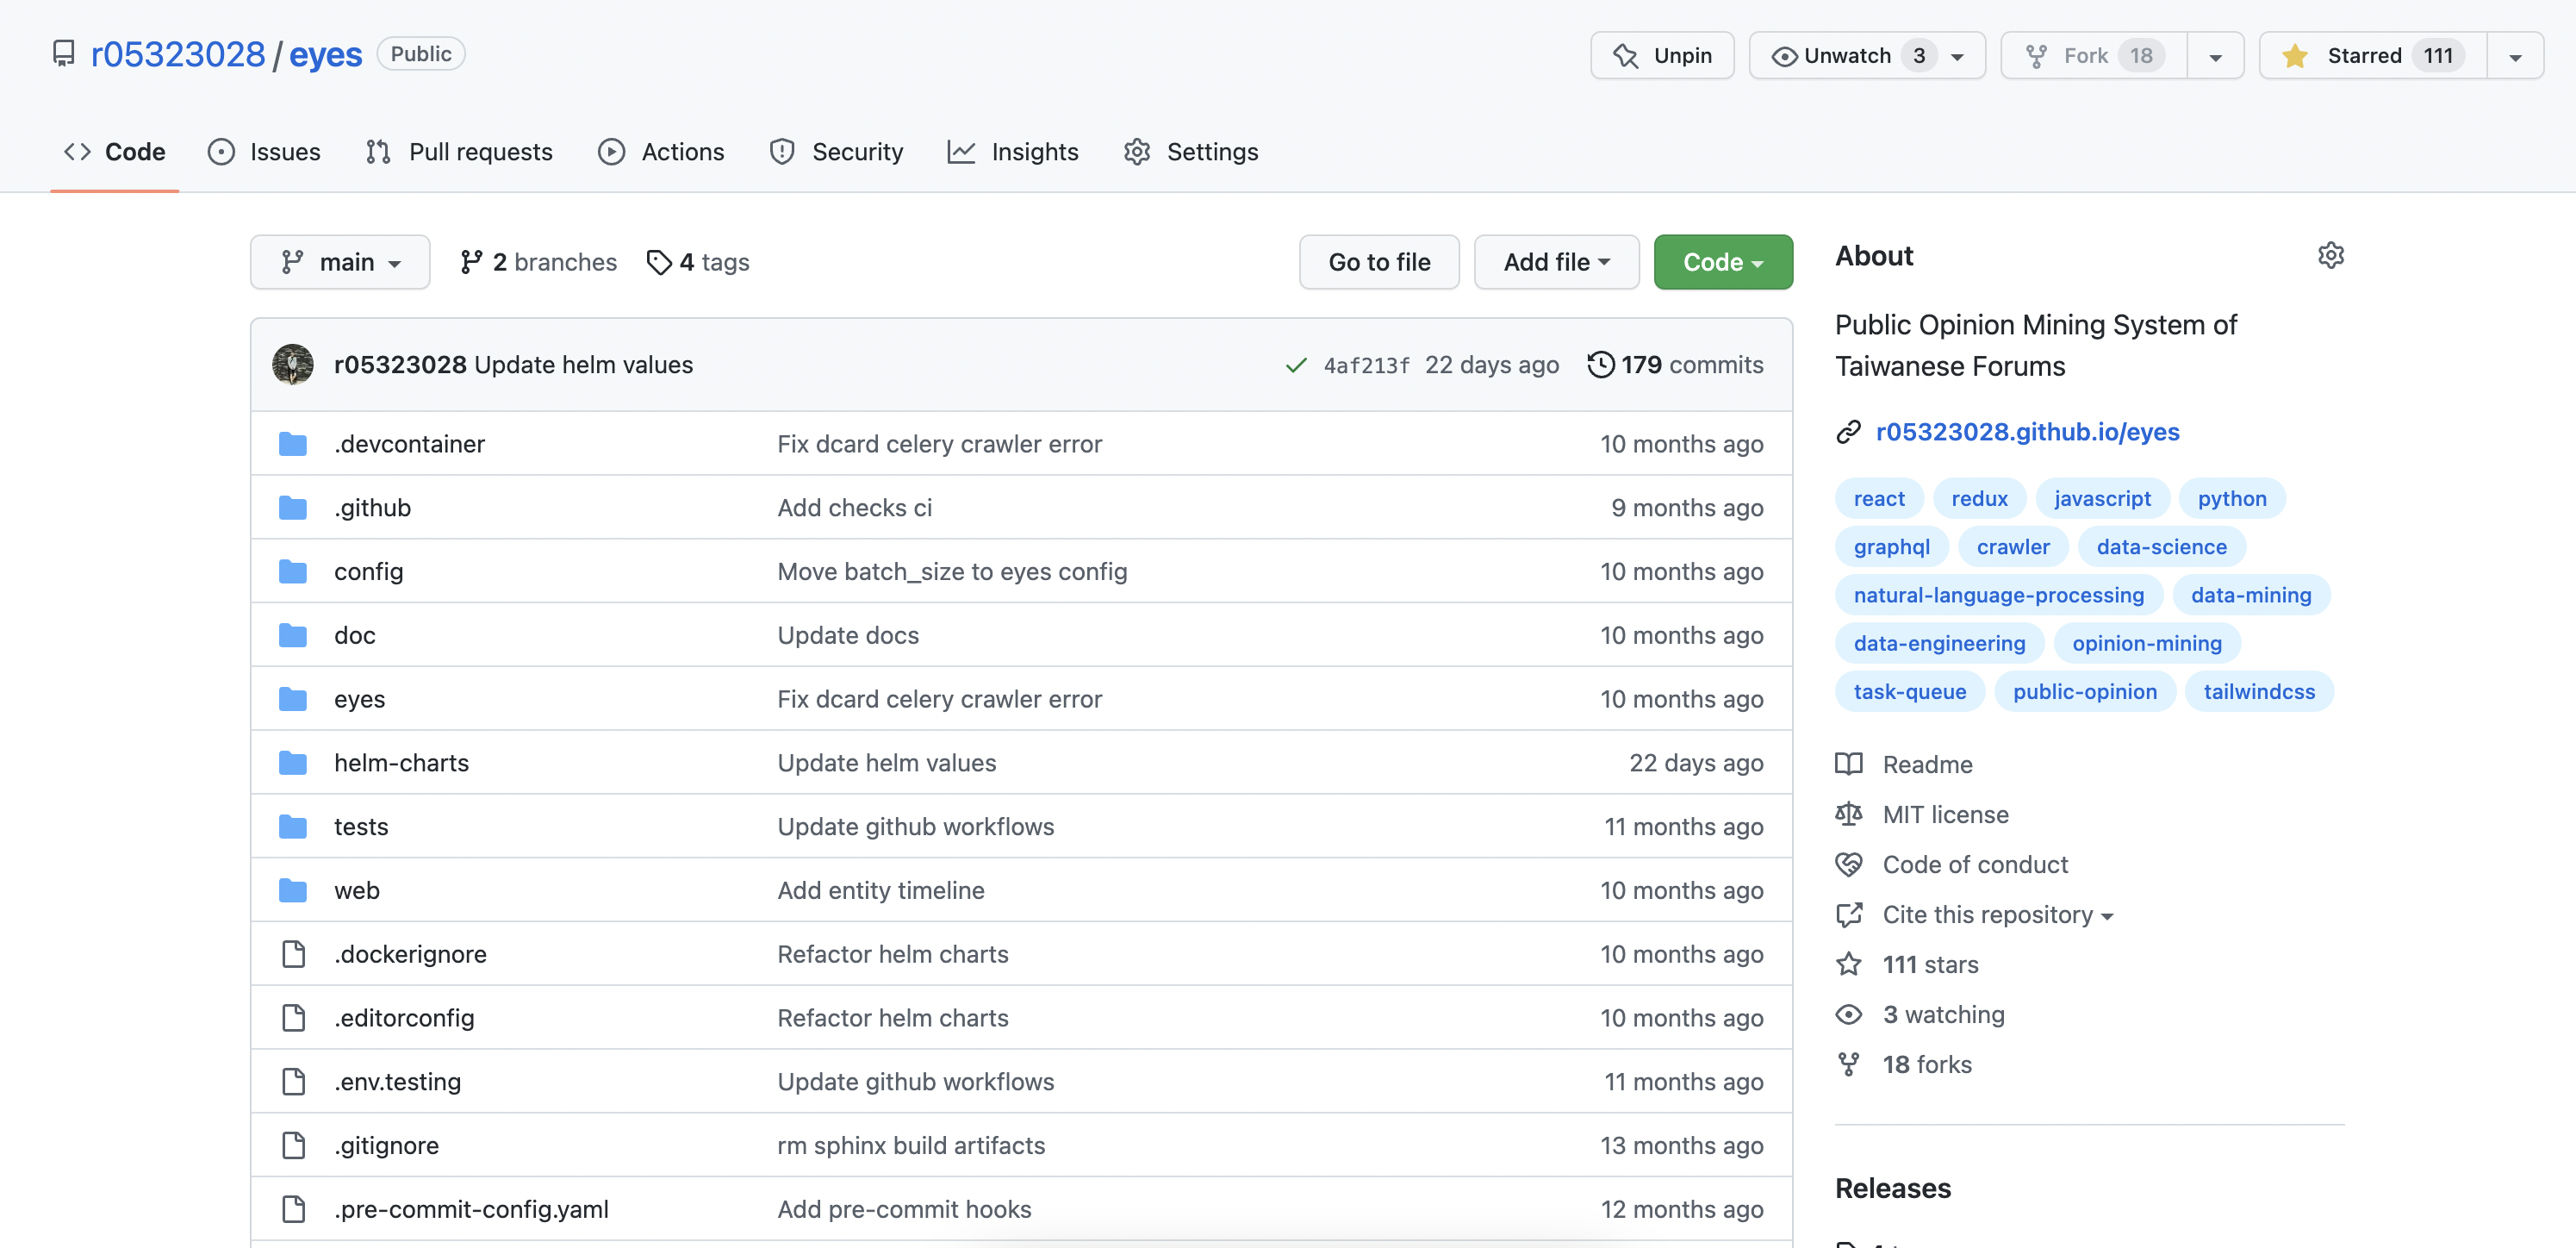 r05323028 / eyes Public
Unpin
Unwatch 3
Fork 18
Starred 111
Code
Issues
Pull requests
Actions
Security
Insights
Settings
main
2 branches
4 tags
Go to file
Add file
Code
r05323028 Update helm values 4af213f 22 days ago 179 commits
.devcontainer Fix dcard celery crawler error 10 months ago
.github Add checks ci 9 months ago
config Move batch_size to eyes config 10 months ago
doc Update docs 10 months ago
eyes Fix dcard celery crawler error 10 months ago
helm-charts Update helm values 22 days ago
tests Update github workflows 11 months ago
web Add entity timeline 10 months ago
.dockerignore Refactor helm charts 10 months ago
.editorconfig Refactor helm charts 10 months ago
.env.testing Update github workflows 11 months ago
.gitignore rm sphinx build artifacts 13 months ago
.pre-commit-config.yaml Add pre-commit hooks 12 months ago
About
Public Opinion Mining System of
Taiwanese Forums
r05323028.github.io/eyes
react redux javascript python
graphql crawler data-science
natural-language-processing data-mining
data-engineering opinion-mining
task-queue public-opinion tailwindcss
Readme
MIT license
Code of conduct
Cite this repository
111 stars
3 watching
18 forks
Releases